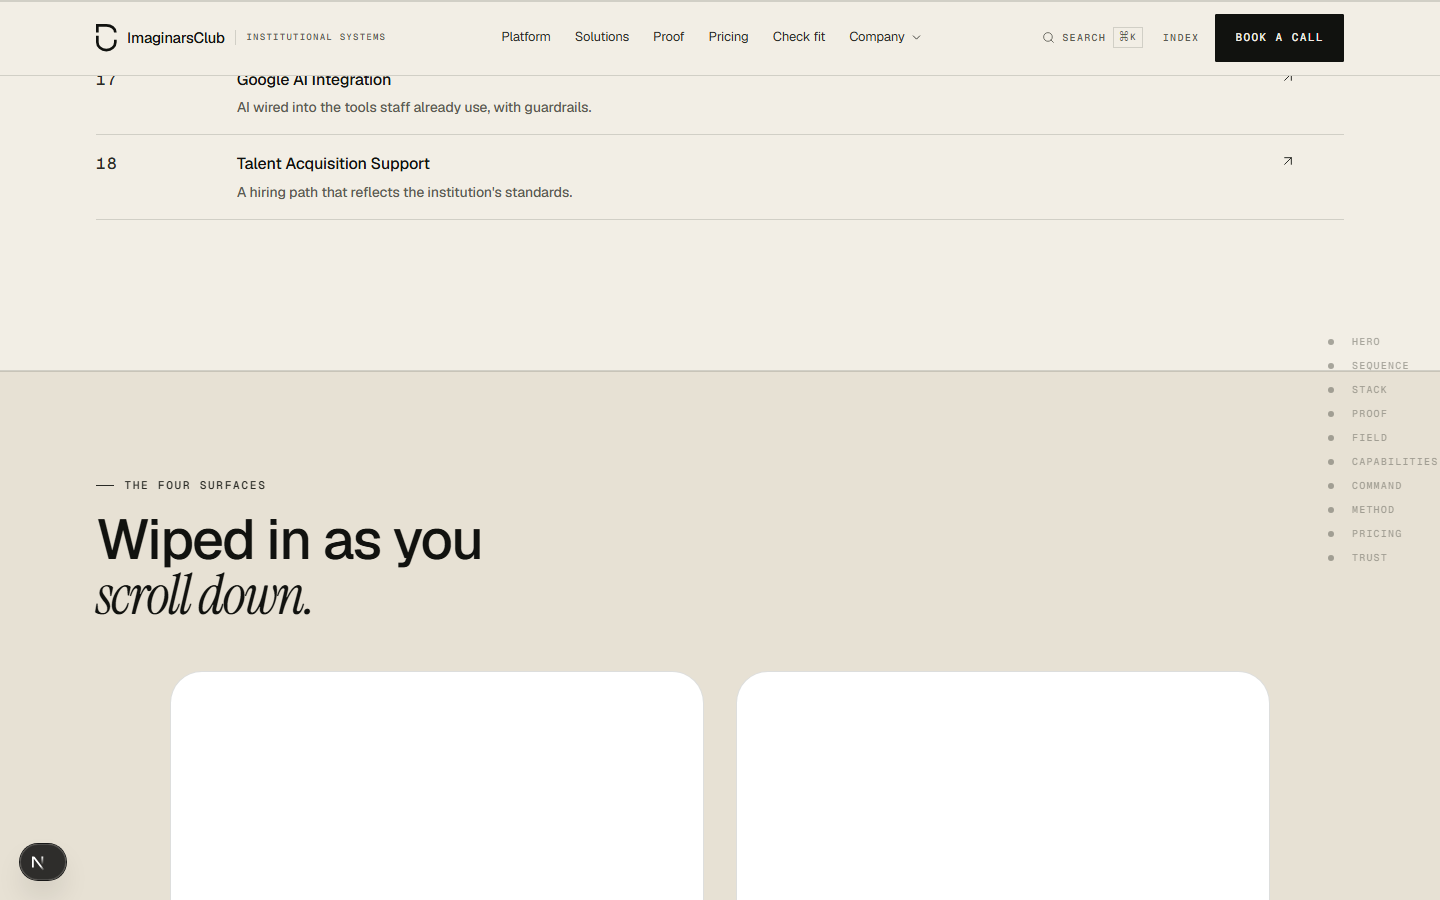 ImaginarsClub
INSTITUTIONAL SYSTEMS
Platform
Solutions
Proof
Pricing
Check fit
Company
SEARCH ⌘K
INDEX
BOOK A CALL
17
Google AI Integration
AI wired into the tools staff already use, with guardrails.
18
Talent Acquisition Support
A hiring path that reflects the institution's standards.
HERO
SEQUENCE
STACK
PROOF
FIELD
CAPABILITIES
COMMAND
METHOD
PRICING
TRUST
THE FOUR SURFACES
Wiped in as you
scroll down.
N